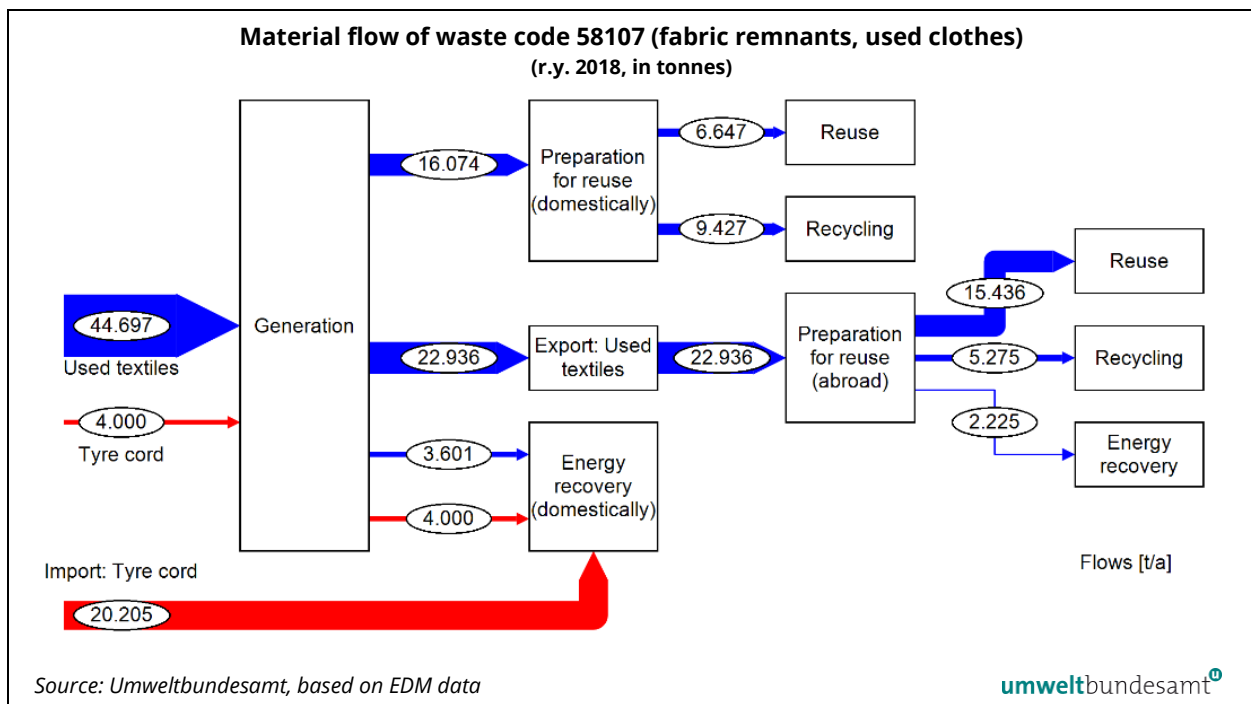 Material flow of waste code 58107 (fabric remnants, used clothes)
(r.y. 2018, in tonnes)
6.647
Reuse
16.074
Preparation
for reuse
(domestically)
9.427
Recycling
Reuse
15.436
44.697
Used textiles
Generation
22.936
Export: Used
textiles
22.936
Preparation
for reuse
(abroad)
5.275
Recycling
2.225
4.000
Tyre cord
3.601
Energy
recovery
(domestically)
Energy
recovery
4.000
Import: Tyre cord
20.205
Flows [t/a]
Source: Umweltbundesamt, based on EDM data
umweltbundesamt u